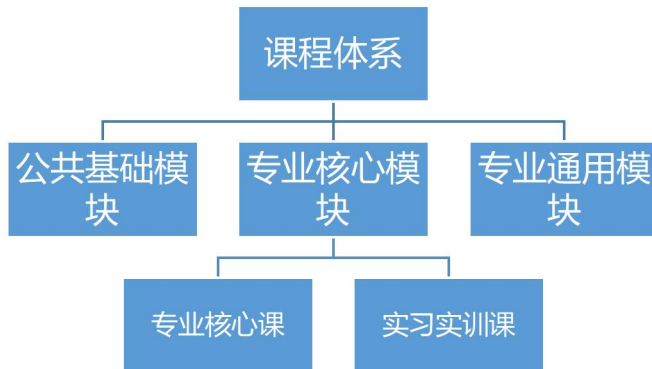 课程体系
公共基础模
块
专业核心模
块
专业通用模
块
专业核心课
实习实训课